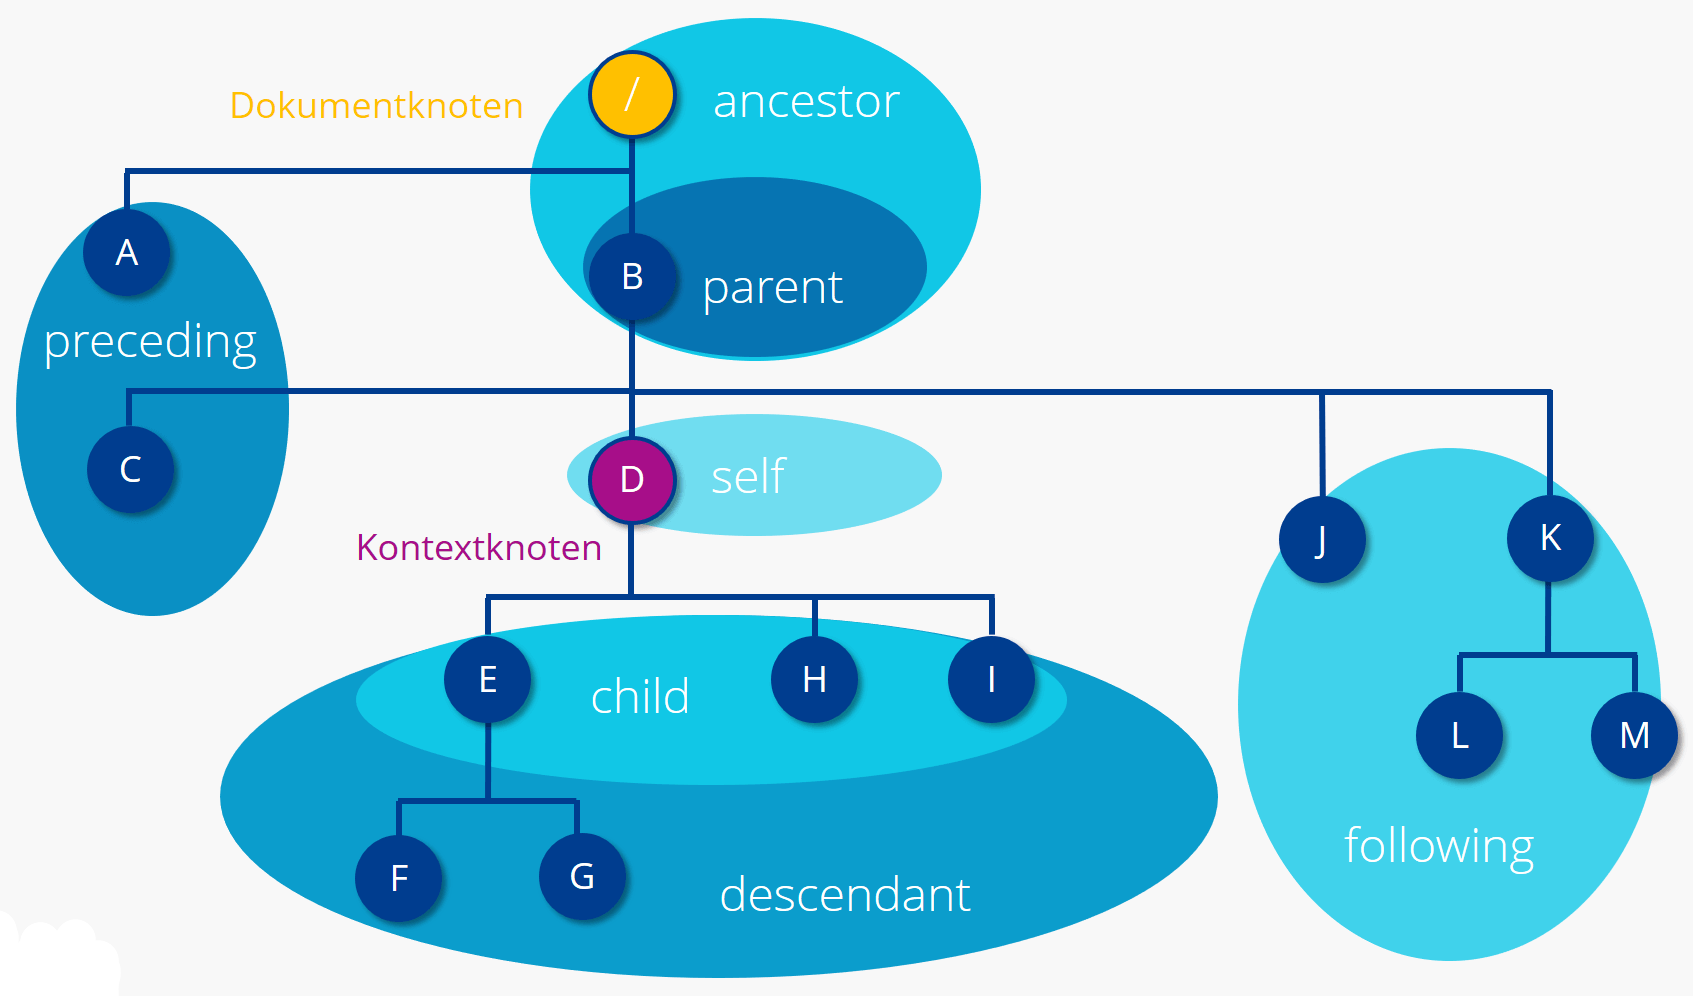 /
ancestor
Dokumentknoten
A
B
parent
preceding
C
D
self
Kontextknoten
J
K
E
child
H
I
L
M
F
G
descendant
following